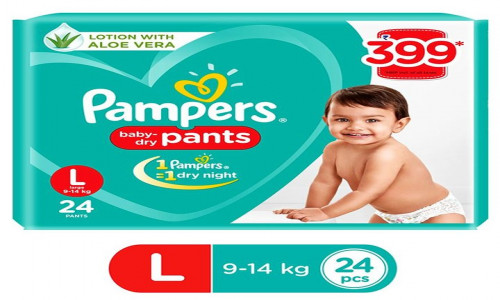 LOTION WITH
ALOE VERA
₹
399*
Pampers®
baby-
dry pants
1 Pampers®
=1 dry night
L
large
9-14 kg
24
PANTS
L 9-14 kg 24
pcs